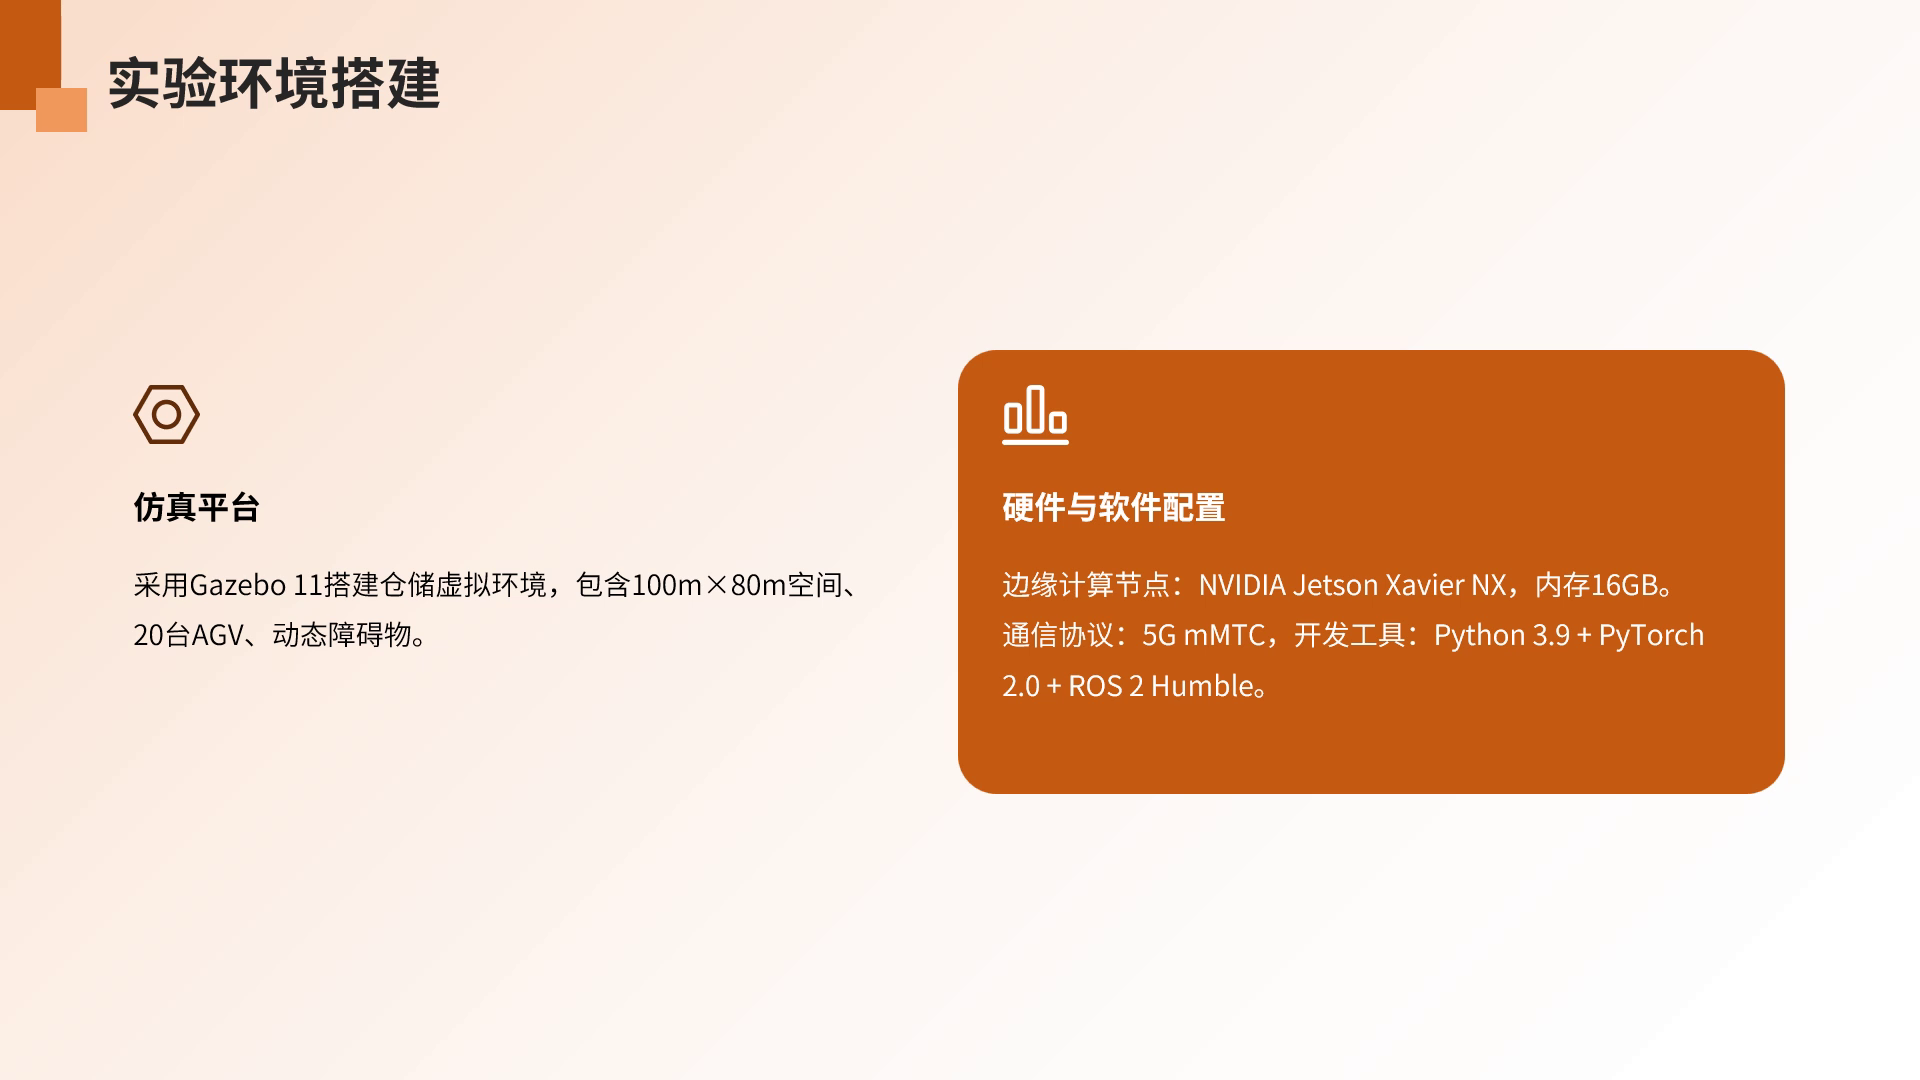 实验环境搭建
仿真平台
采用Gazebo 11搭建仓储虚拟环境，包含100m×80m空间、
20台AGV、动态障碍物。
硬件与软件配置
边缘计算节点：NVIDIA Jetson Xavier NX，内存16GB。
通信协议：5G mMTC，开发工具：Python 3.9 + PyTorch
2.0 + ROS 2 Humble。